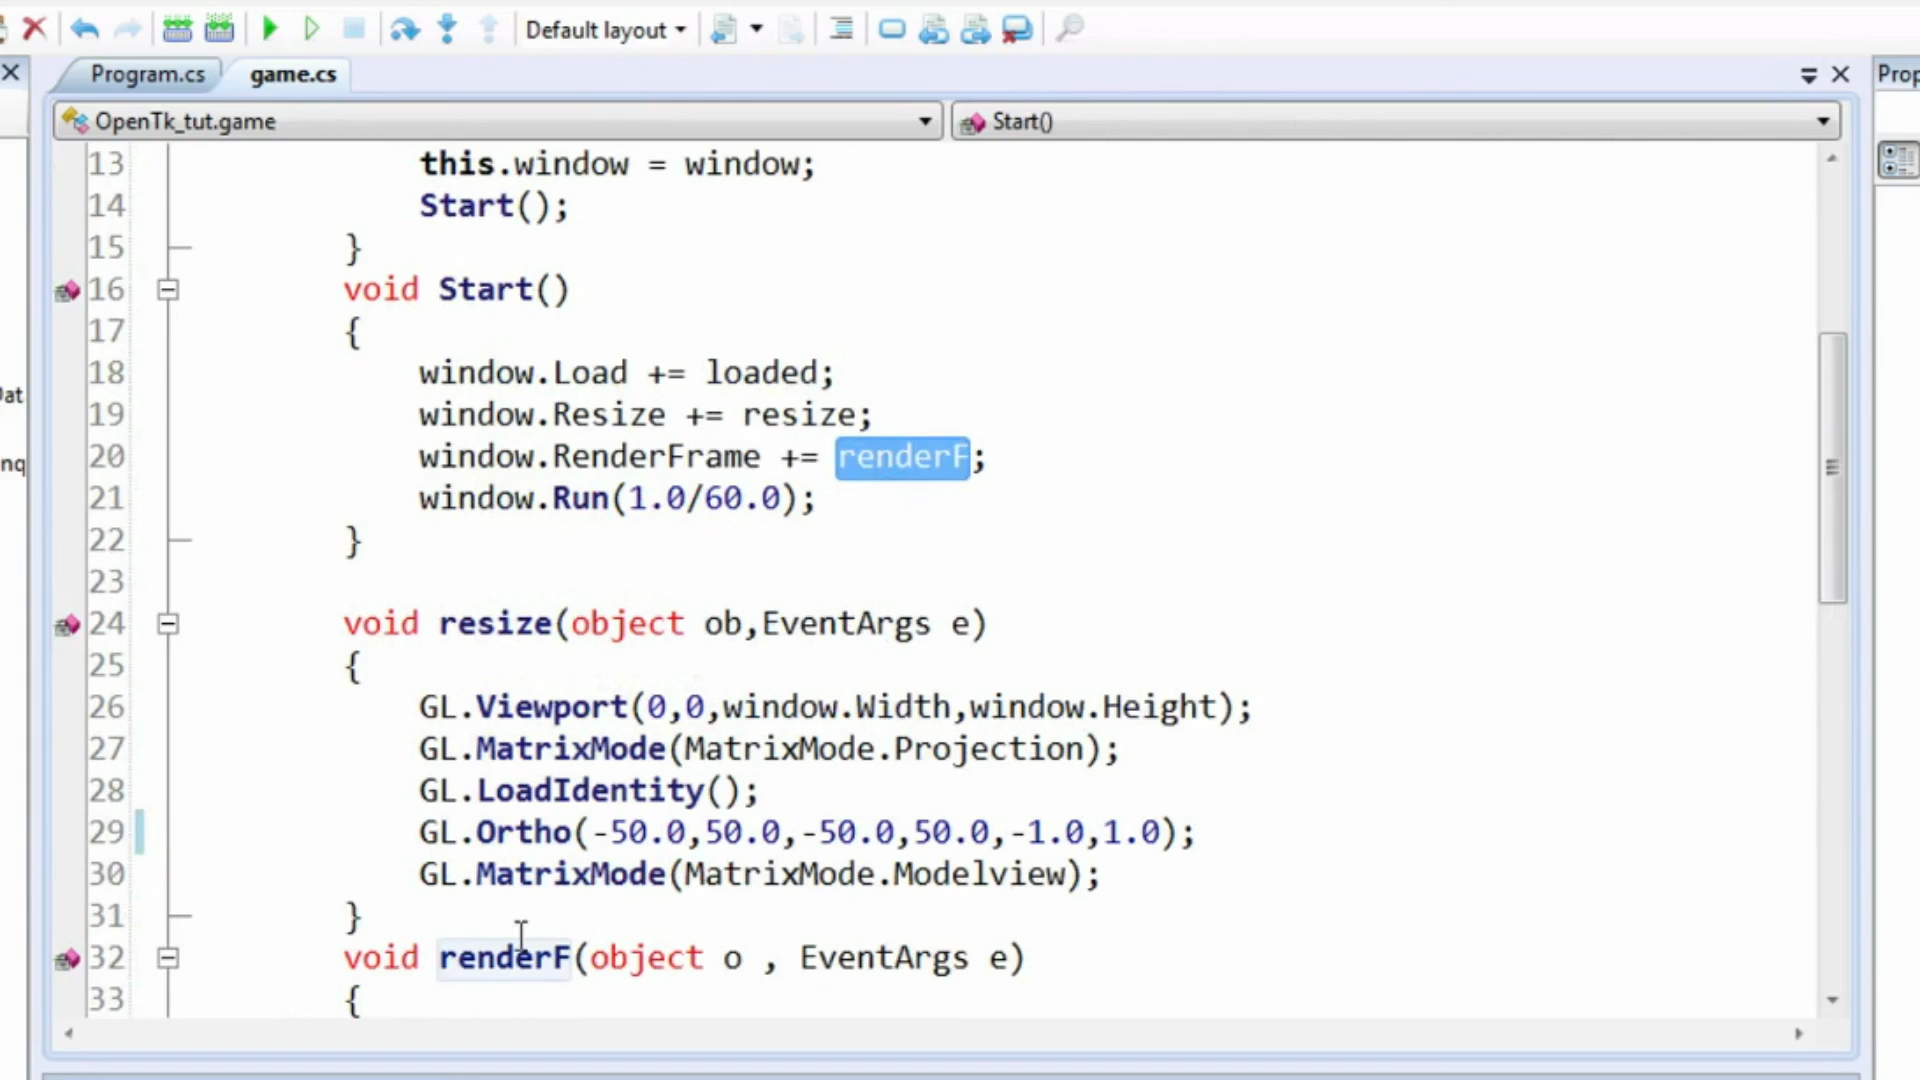 Default layout
Program.cs game.cs Prop
OpenTk_tut.game Start()
13 this.window = window;
14 Start();
15 }
16 void Start()
17 {
18 window.Load += loaded;
19 window.Resize += resize;
20 window.RenderFrame += renderF;
21 window.Run(1.0/60.0);
22 }
23
24 void resize(object ob,EventArgs e)
25 {
26 GL.Viewport(0,0,window.Width,window.Height);
27 GL.MatrixMode(MatrixMode.Projection);
28 GL.LoadIdentity();
29 GL.Ortho(-50.0,50.0,-50.0,50.0,-1.0,1.0);
30 GL.MatrixMode(MatrixMode.Modelview);
31 }
32 void renderF(object o , EventArgs e)
33 {
Dat
nq